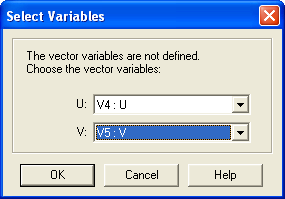 Select Variables
The vector variables are not defined.
Choose the vector variables:
U: V4 : U
V: V5 : V
OK Cancel Help